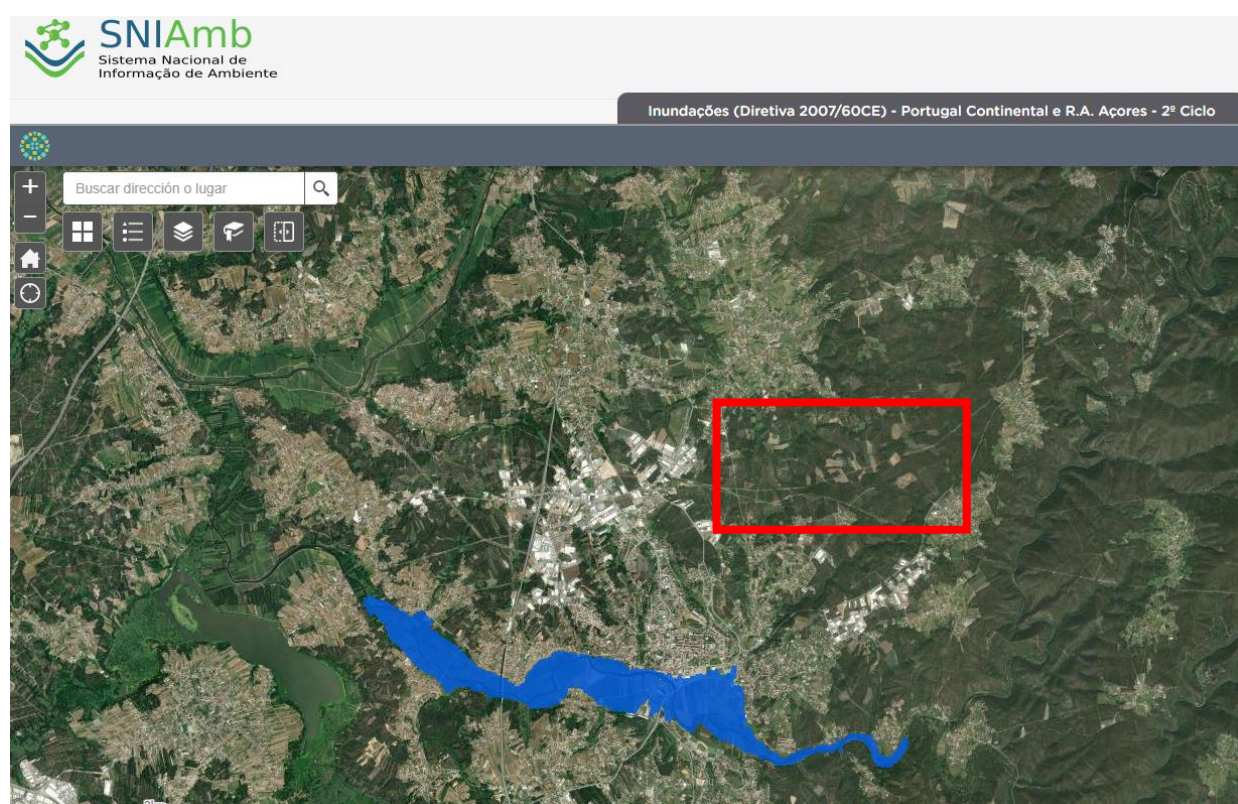 SNIAmb
Sistema Nacional de
Informação de Ambiente
Inundações (Diretiva 2007/60CE) - Portugal Continental e R.A. Açores - 2º Ciclo
+
Buscar dirección o lugar
−